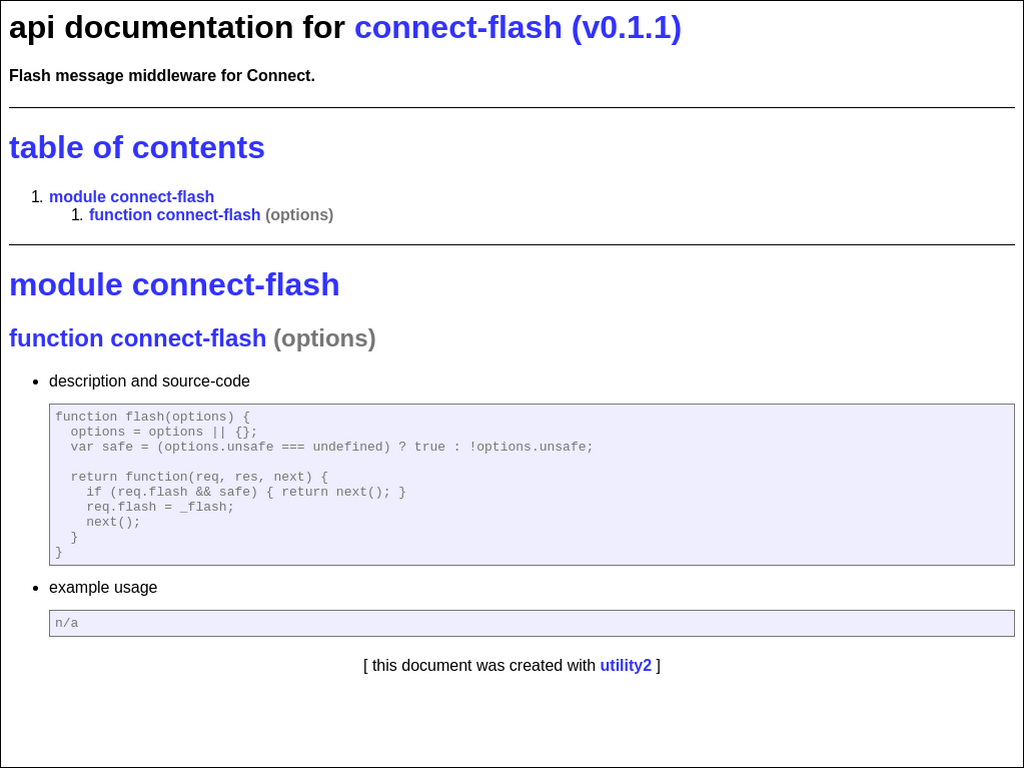 api documentation for connect-flash (v0.1.1)
Flash message middleware for Connect.
table of contents
1. module connect-flash
1. function connect-flash (options)
module connect-flash
function connect-flash (options)
• description and source-code
function flash(options) {
  options = options || {};
  var safe = (options.unsafe === undefined) ? true : !options.unsafe;

  return function(req, res, next) {
    if (req.flash && safe) { return next(); }
    req.flash = _flash;
    next();
  }
}
• example usage
n/a
[ this document was created with utility2 ]